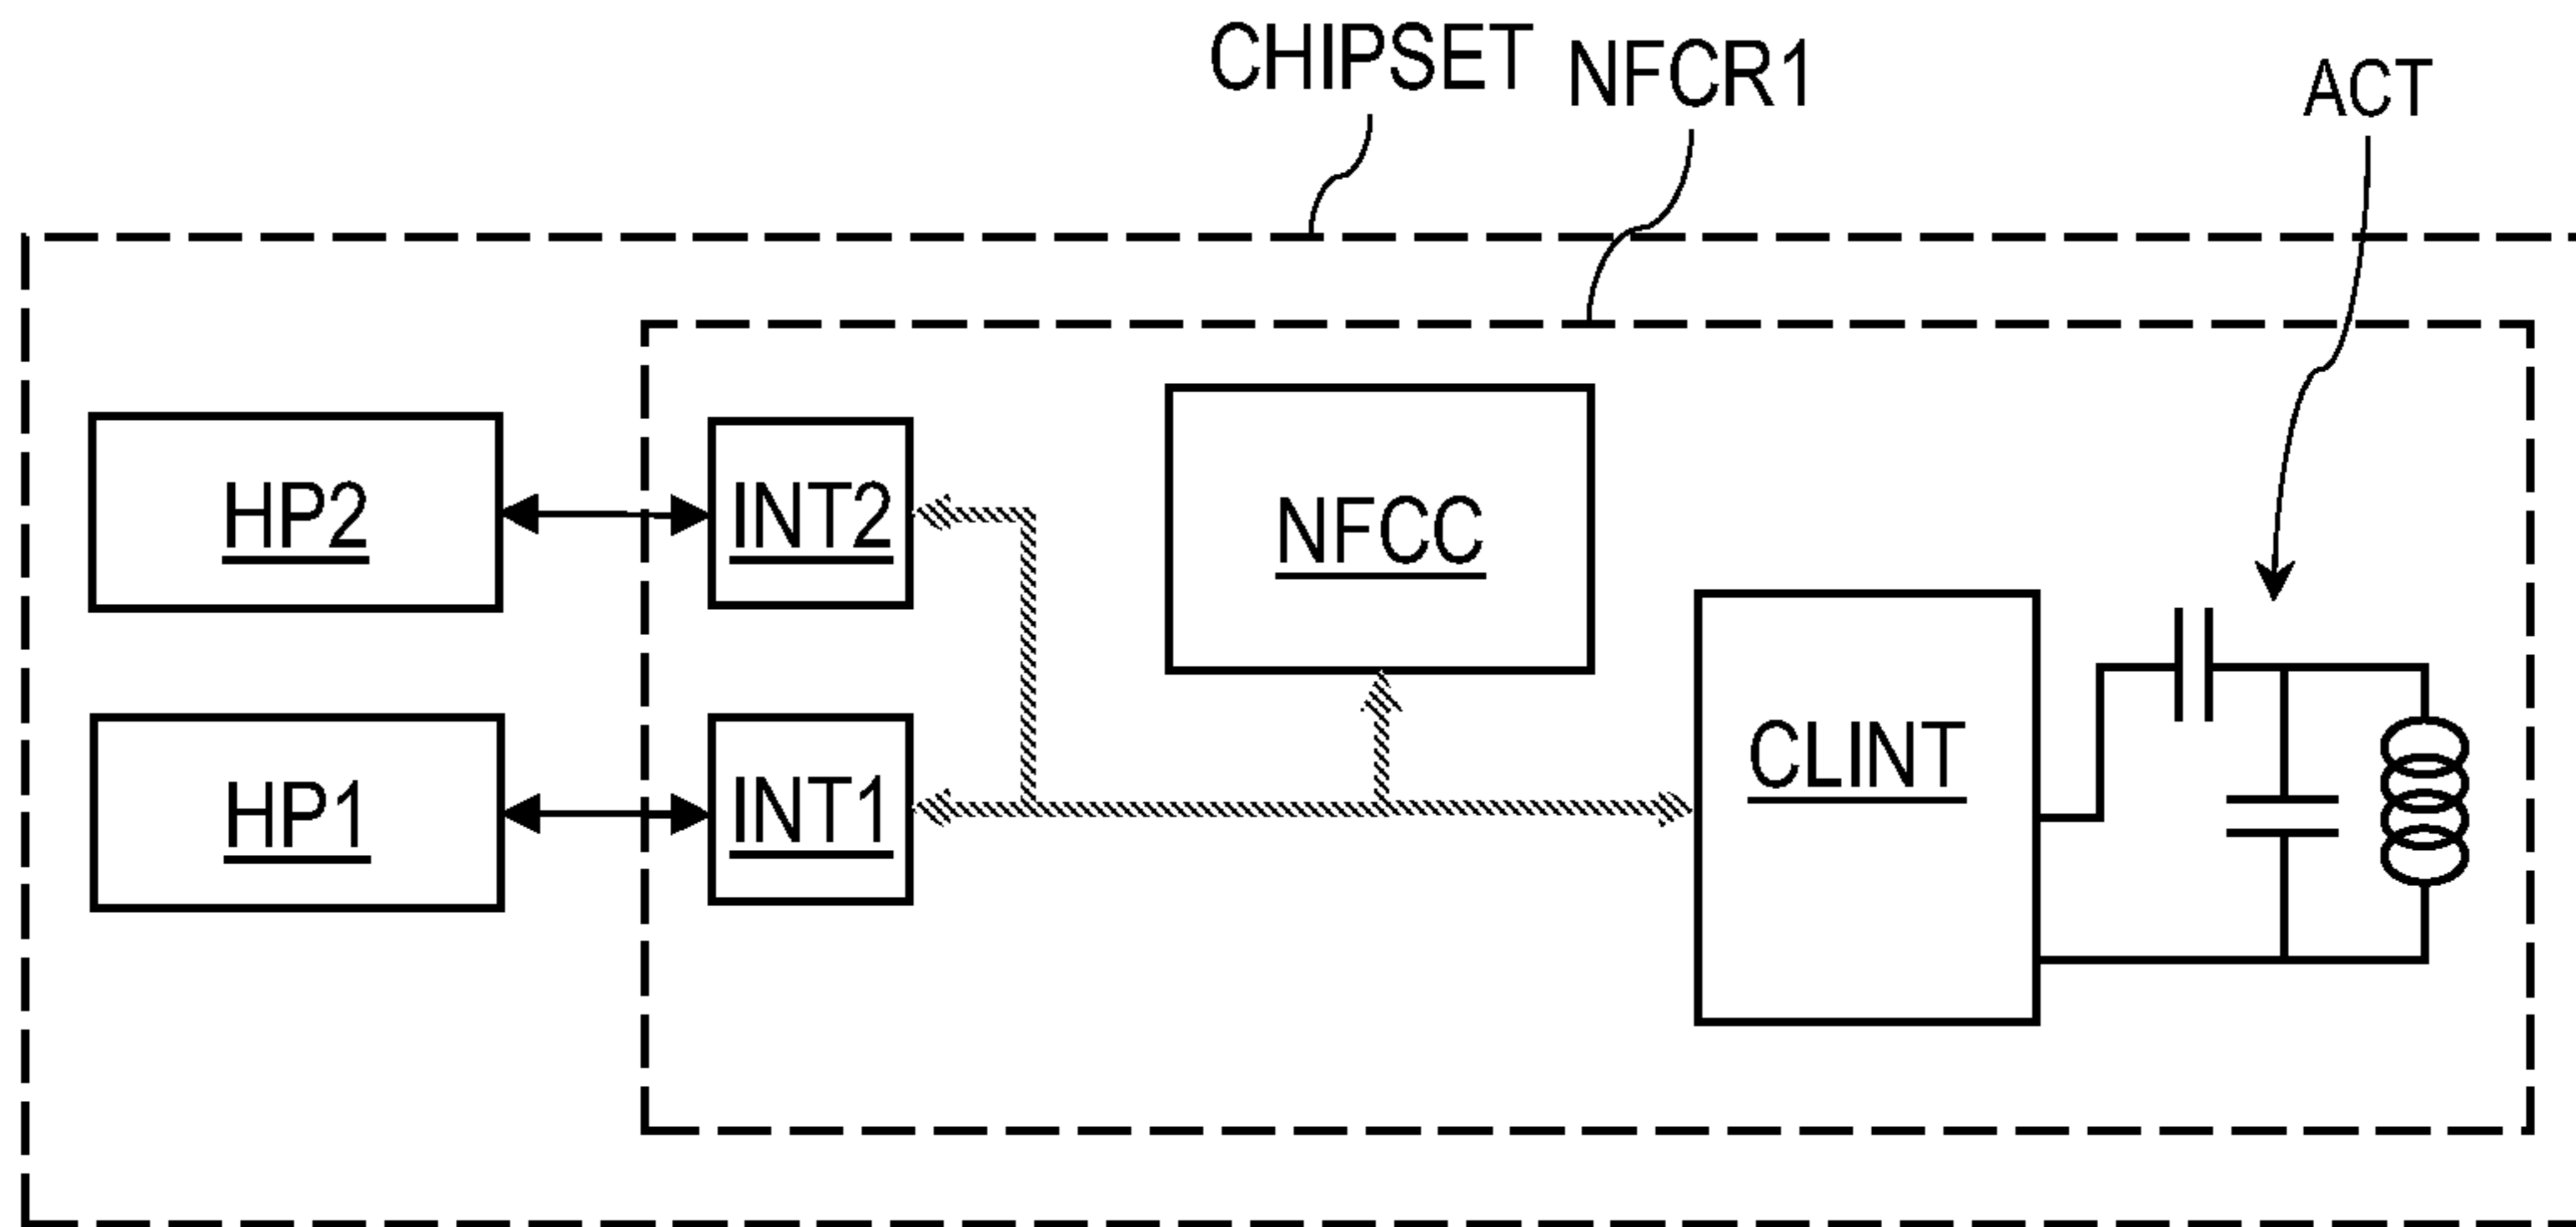 CHIPSET
NFCR1
ACT
HP2
INT2
NFCC
HP1
INT1
CLINT